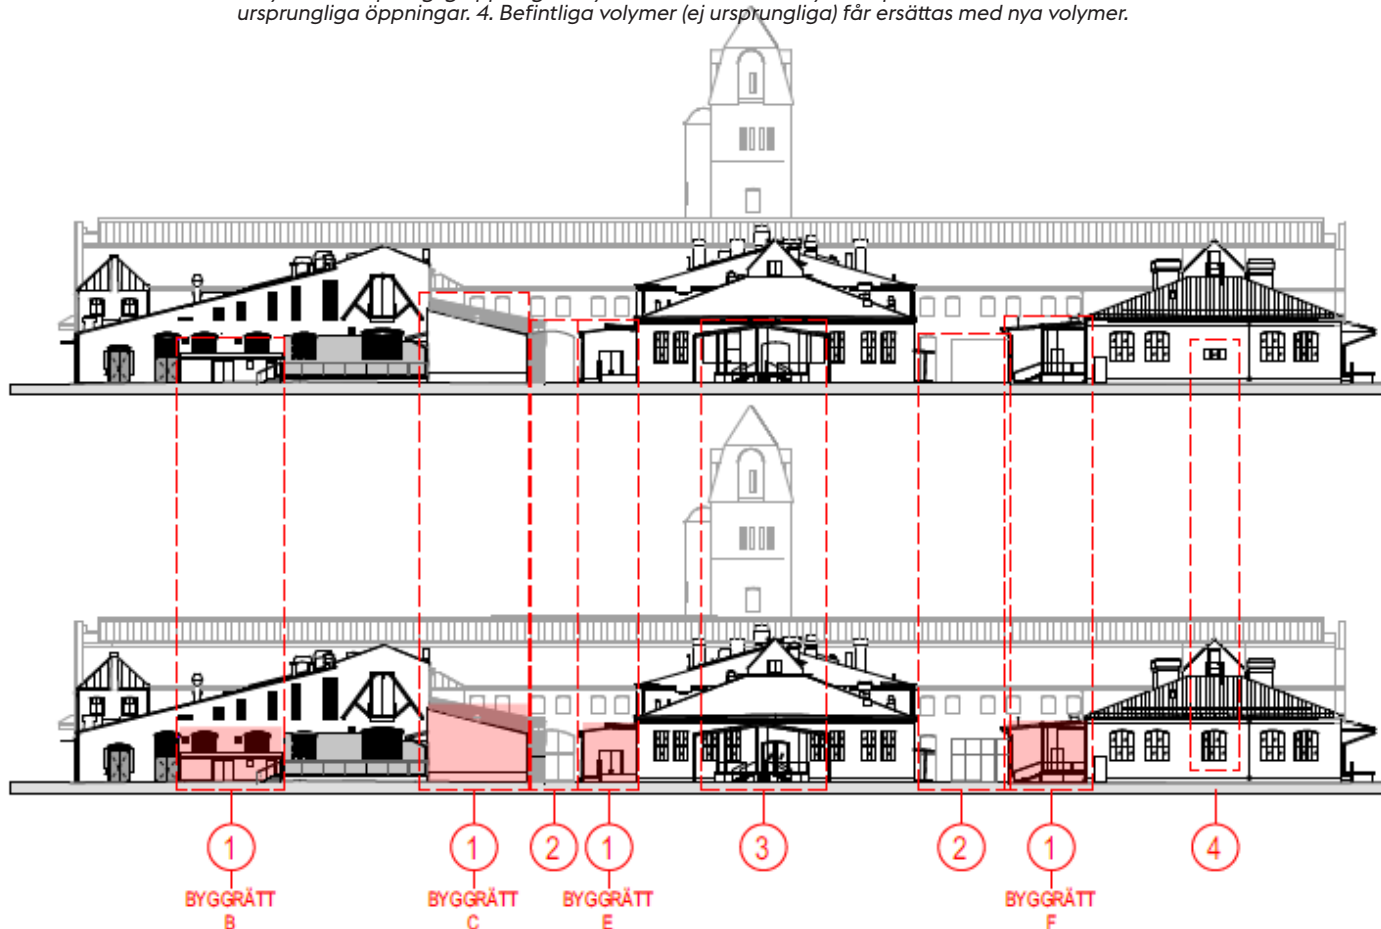 ursprungliga öppningar. 4. Befintliga volymer (ej ursprungliga) får ersättas med nya volymer.
1 1 2 1 3 2 1 4
BYGGRÄTT BYGGRÄTT BYGGRÄTT BYGGRÄTT
B C E F